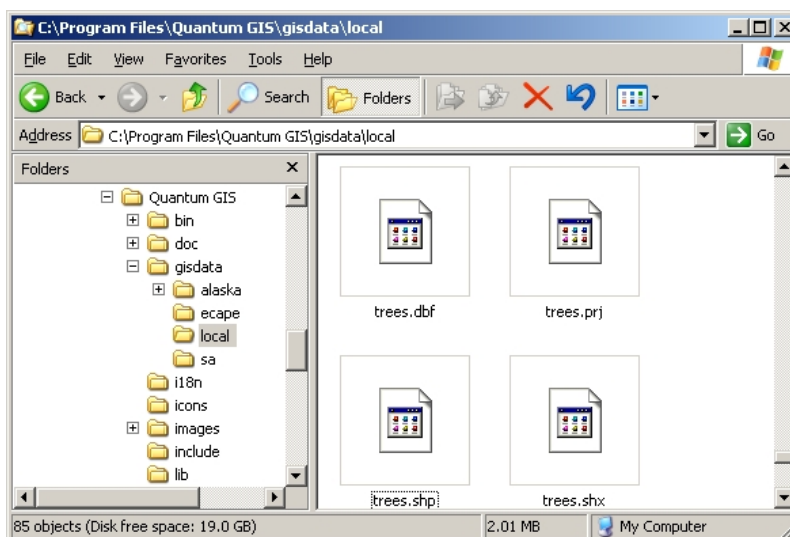 C:\Program Files\Quantum GIS\gisdata\local
File Edit View Favorites Tools Help
Back Search Folders
Address C:\Program Files\Quantum GIS\gisdata\local Go
Folders x
Quantum GIS
bin
doc
gisdata
alaska
ecape
local
sa
i18n
icons
images
include
lib
trees.dbf trees.prj
trees.shp trees.shx
85 objects (Disk free space: 19.0 GB) 2.01 MB My Computer